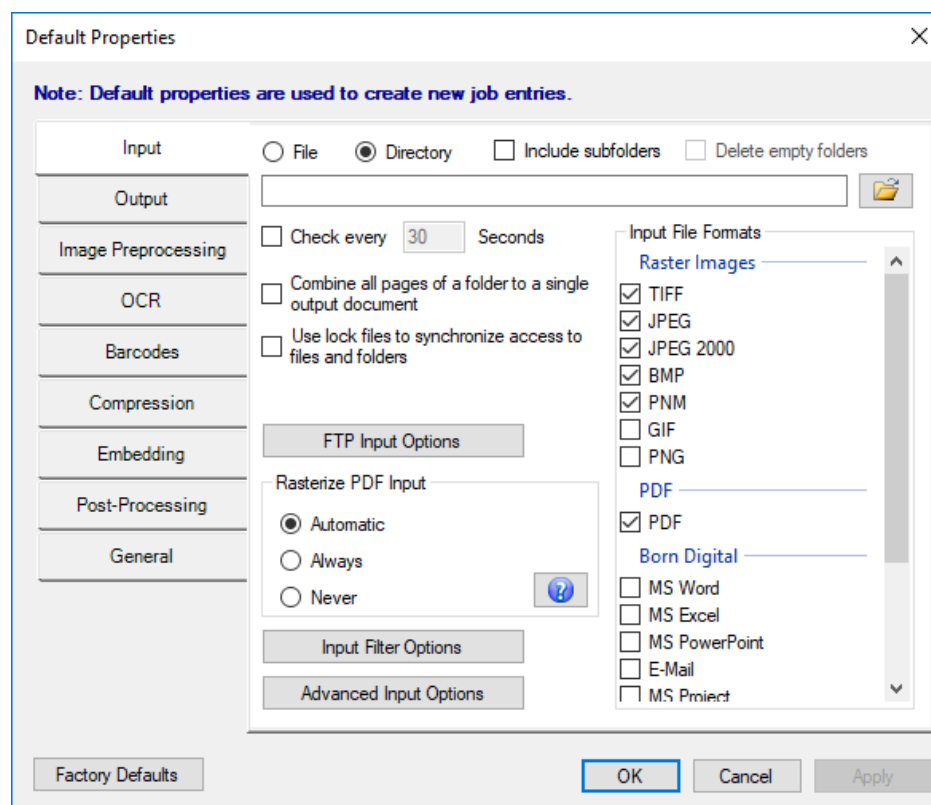 Default Properties
Note: Default properties are used to create new job entries.
Input
Output
Image Preprocessing
OCR
Barcodes
Compression
Embedding
Post-Processing
General
File Directory Include subfolders Delete empty folders
Check every 30 Seconds
Combine all pages of a folder to a single
output document
Use lock files to synchronize access to
files and folders
FTP Input Options
Rasterize PDF Input
Automatic
Always
Never
?
Input Filter Options
Advanced Input Options
Input File Formats
Raster Images
TIFF
JPEG
JPEG 2000
BMP
PNM
GIF
PNG
PDF
PDF
Born Digital
MS Word
MS Excel
MS PowerPoint
E-Mail
MS Project
Factory Defaults
OK
Cancel
Apply